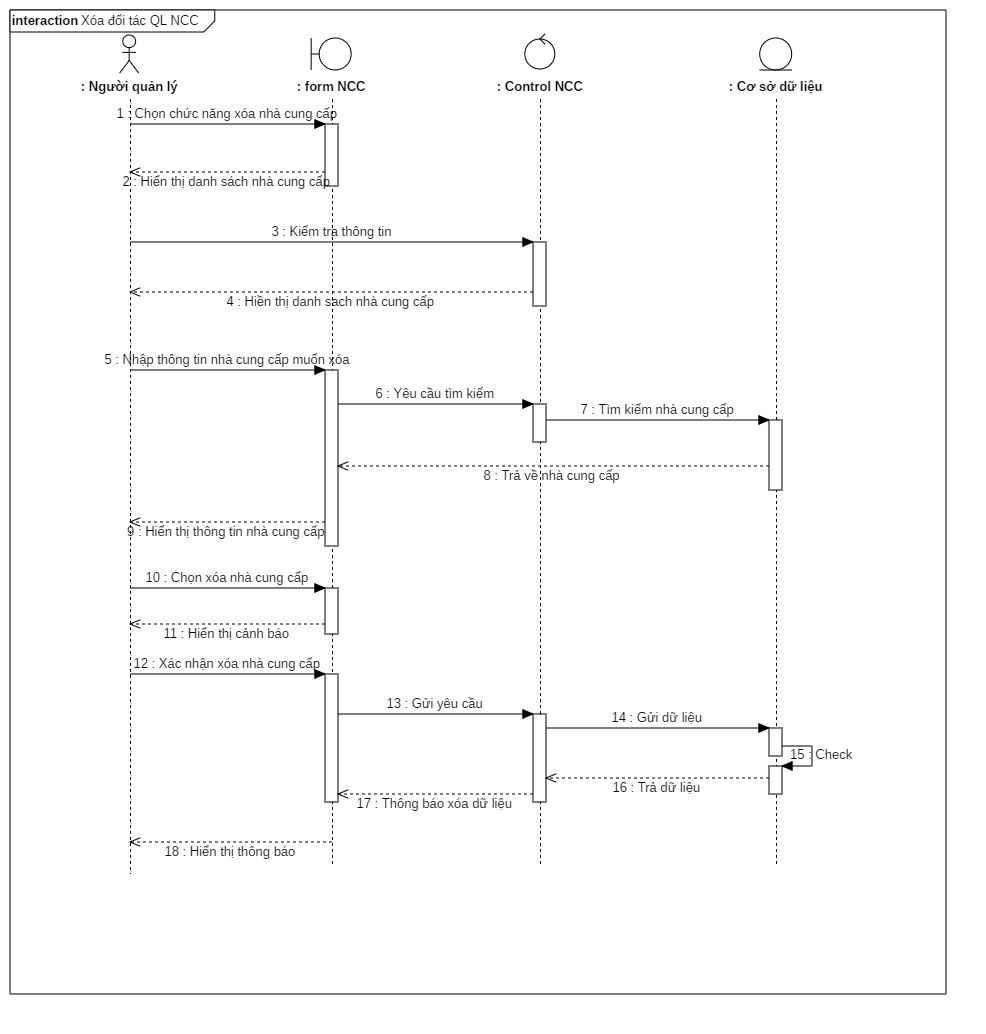 interaction Xóa đối tác QL NCC
: Người quản lý
: form NCC
: Control NCC
: Cơ sở dữ liệu
1 : Chọn chức năng xóa nhà cung cấp
2 : Hiển thị danh sách nhà cung cấp
3 : Kiểm tra thông tin
4 : Hiền thị danh sach nhà cung cấp
5 : Nhập thông tin nhà cung cấp muốn xóa
6 : Yêu cầu tìm kiếm
7 : Tìm kiếm nhà cung cấp
8 : Trả về nhà cung cấp
9 : Hiển thị thông tin nhà cung cấp
10 : Chọn xóa nhà cung cấp
11 : Hiển thị cảnh báo
12 : Xác nhận xóa nhà cung cấp
13 : Gửi yêu cầu
14 : Gửi dữ liệu
15 : Check
16 : Trả dữ liệu
17 : Thông báo xóa dữ liệu
18 : Hiển thị thông báo